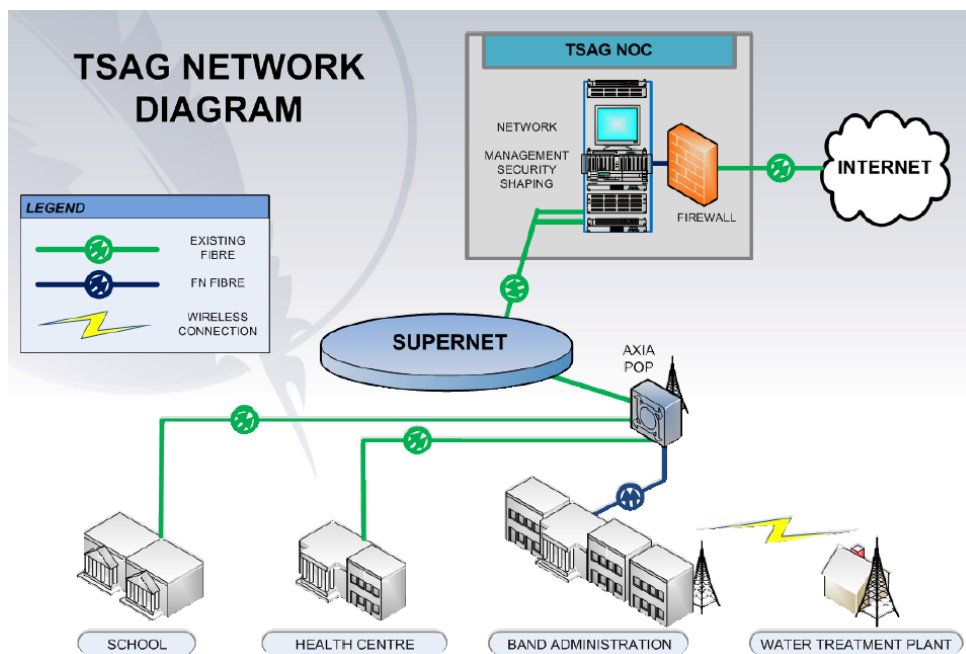 TSAG NETWORK
DIAGRAM
TSAG NOC
NETWORK
MANAGEMENT
SECURITY
SHAPING
FIREWALL
INTERNET
LEGEND
EXISTING
FIBRE
FN FIBRE
WIRELESS
CONNECTION
SUPERNET
AXIA
POP
SCHOOL
HEALTH CENTRE
BAND ADMINISTRATION
WATER TREATMENT PLANT